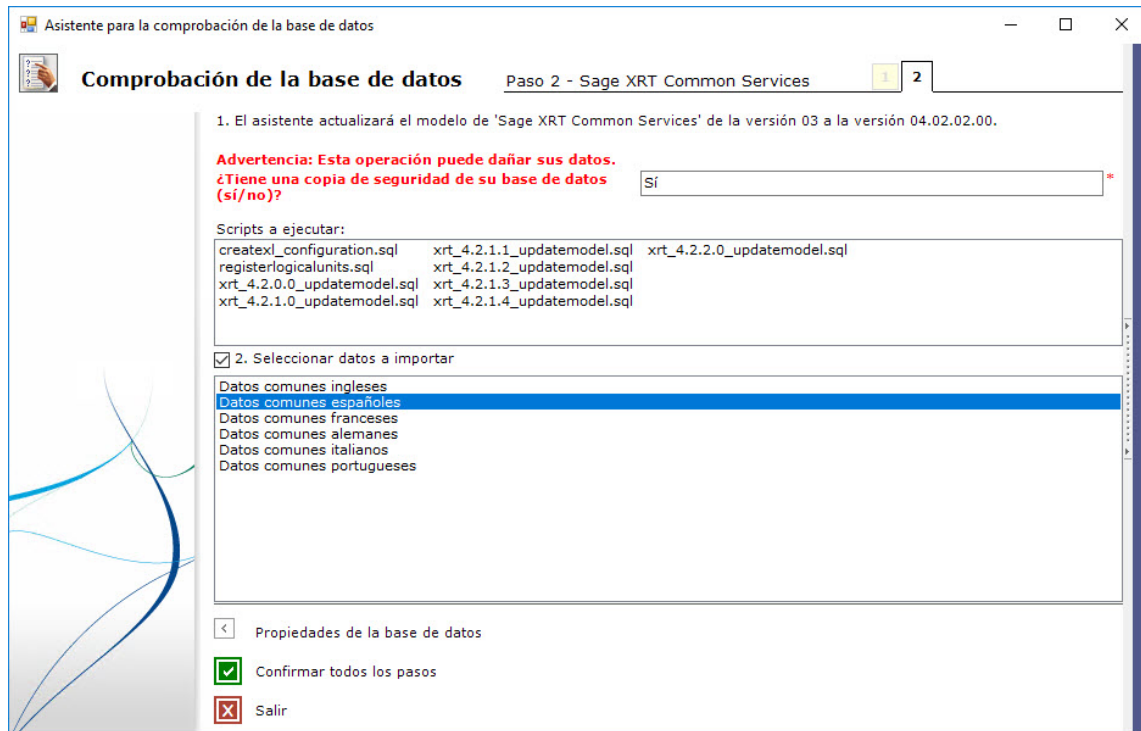 Asistente para la comprobación de la base de datos
Comprobación de la base de datos
Paso 2 - Sage XRT Common Services
1
2
1. El asistente actualizará el modelo de 'Sage XRT Common Services' de la versión 03 a la versión 04.02.02.00.
Advertencia: Esta operación puede dañar sus datos.
¿Tiene una copia de seguridad de su base de datos
(sí/no)?
Sí
*
Scripts a ejecutar:
createxl_configuration.sql xrt_4.2.1.1_updatemodel.sql xrt_4.2.2.0_updatemodel.sql
registerlogicalunits.sql xrt_4.2.1.2_updatemodel.sql
xrt_4.2.0.0_updatemodel.sql xrt_4.2.1.3_updatemodel.sql
xrt_4.2.1.0_updatemodel.sql xrt_4.2.1.4_updatemodel.sql
2. Seleccionar datos a importar
Datos comunes ingleses
Datos comunes españoles
Datos comunes franceses
Datos comunes alemanes
Datos comunes italianos
Datos comunes portugueses
Propiedades de la base de datos
Confirmar todos los pasos
Salir